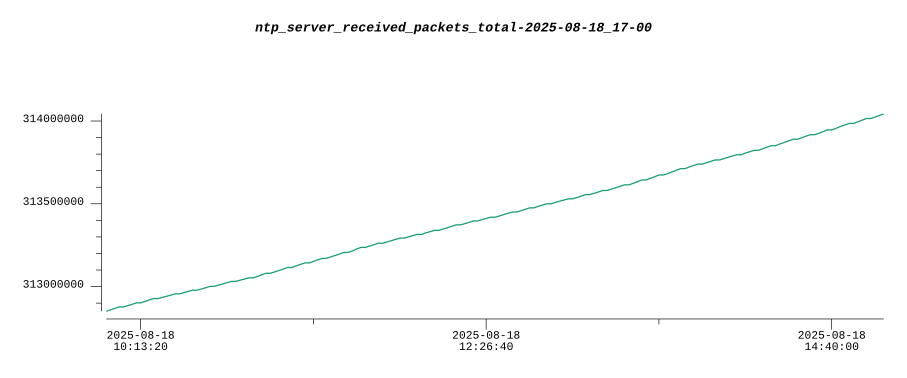 ntp_server_received_packets_total-2025-08-18_17-00
314000000
313500000
313000000
2025-08-18 2025-08-18 2025-08-18
10:13:20 12:26:40 14:40:00